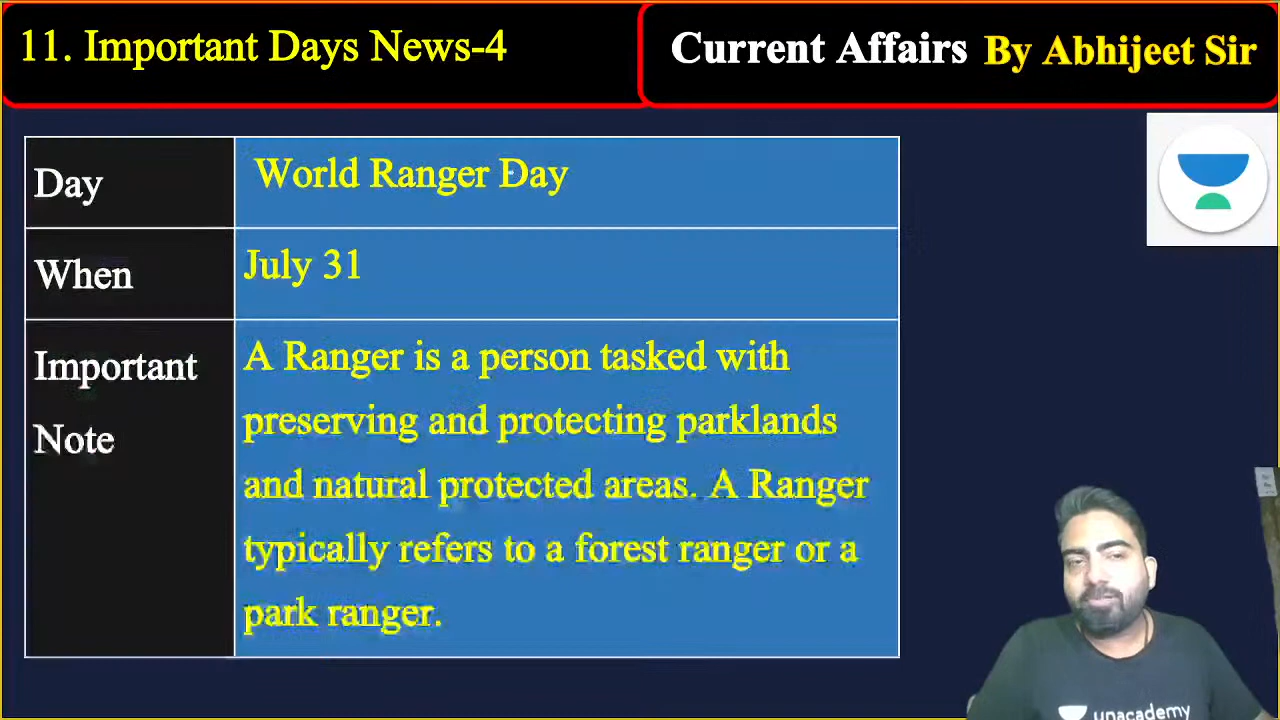 11. Important Days News-4
Current Affairs By Abhijeet Sir
Day
World Ranger Day
When
July 31
Important
Note
A Ranger is a person tasked with
preserving and protecting parklands
and natural protected areas. A Ranger
typically refers to a forest ranger or a
park ranger.
unacademy